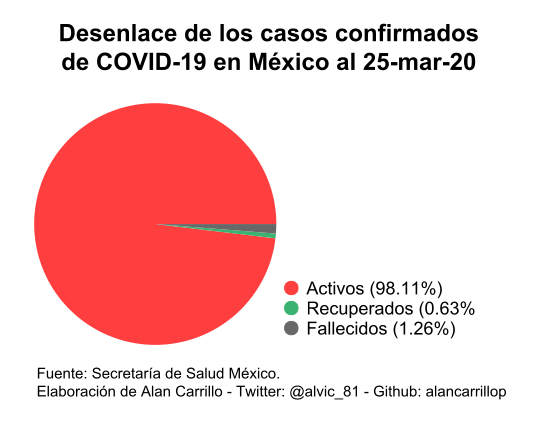 Desenlace de los casos confirmados
de COVID-19 en México al 25-mar-20
Activos (98.11%)
Recuperados (0.63%
Fallecidos (1.26%)
Fuente: Secretaría de Salud México.
Elaboración de Alan Carrillo - Twitter: @alvic_81 - Github: alancarrillop